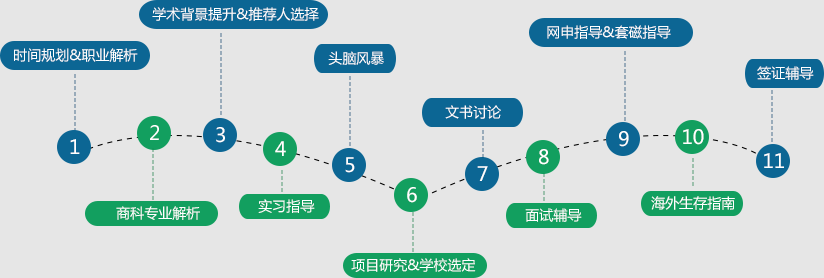 时间规划&职业解析
1
2
商科专业解析
学术背景提升&推荐人选择
3
4
实习指导
头脑风暴
5
6
项目研究&学校选定
文书讨论
7
8
面试辅导
网申指导&套磁指导
9
10
海外生存指南
签证辅导
11